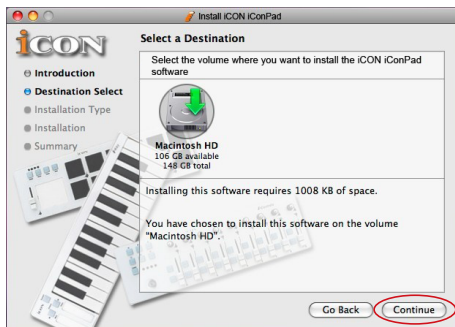 Install iCON iConPad
iCON
Select a Destination
Introduction
Destination Select
Installation Type
Installation
Summary
Select the volume where you want to install the iCON iConPad
software
Macintosh HD
106 GB available
148 GB total
Installing this software requires 1008 KB of space.
You have chosen to install this software on the volume
"Macintosh HD".
Go Back
Continue